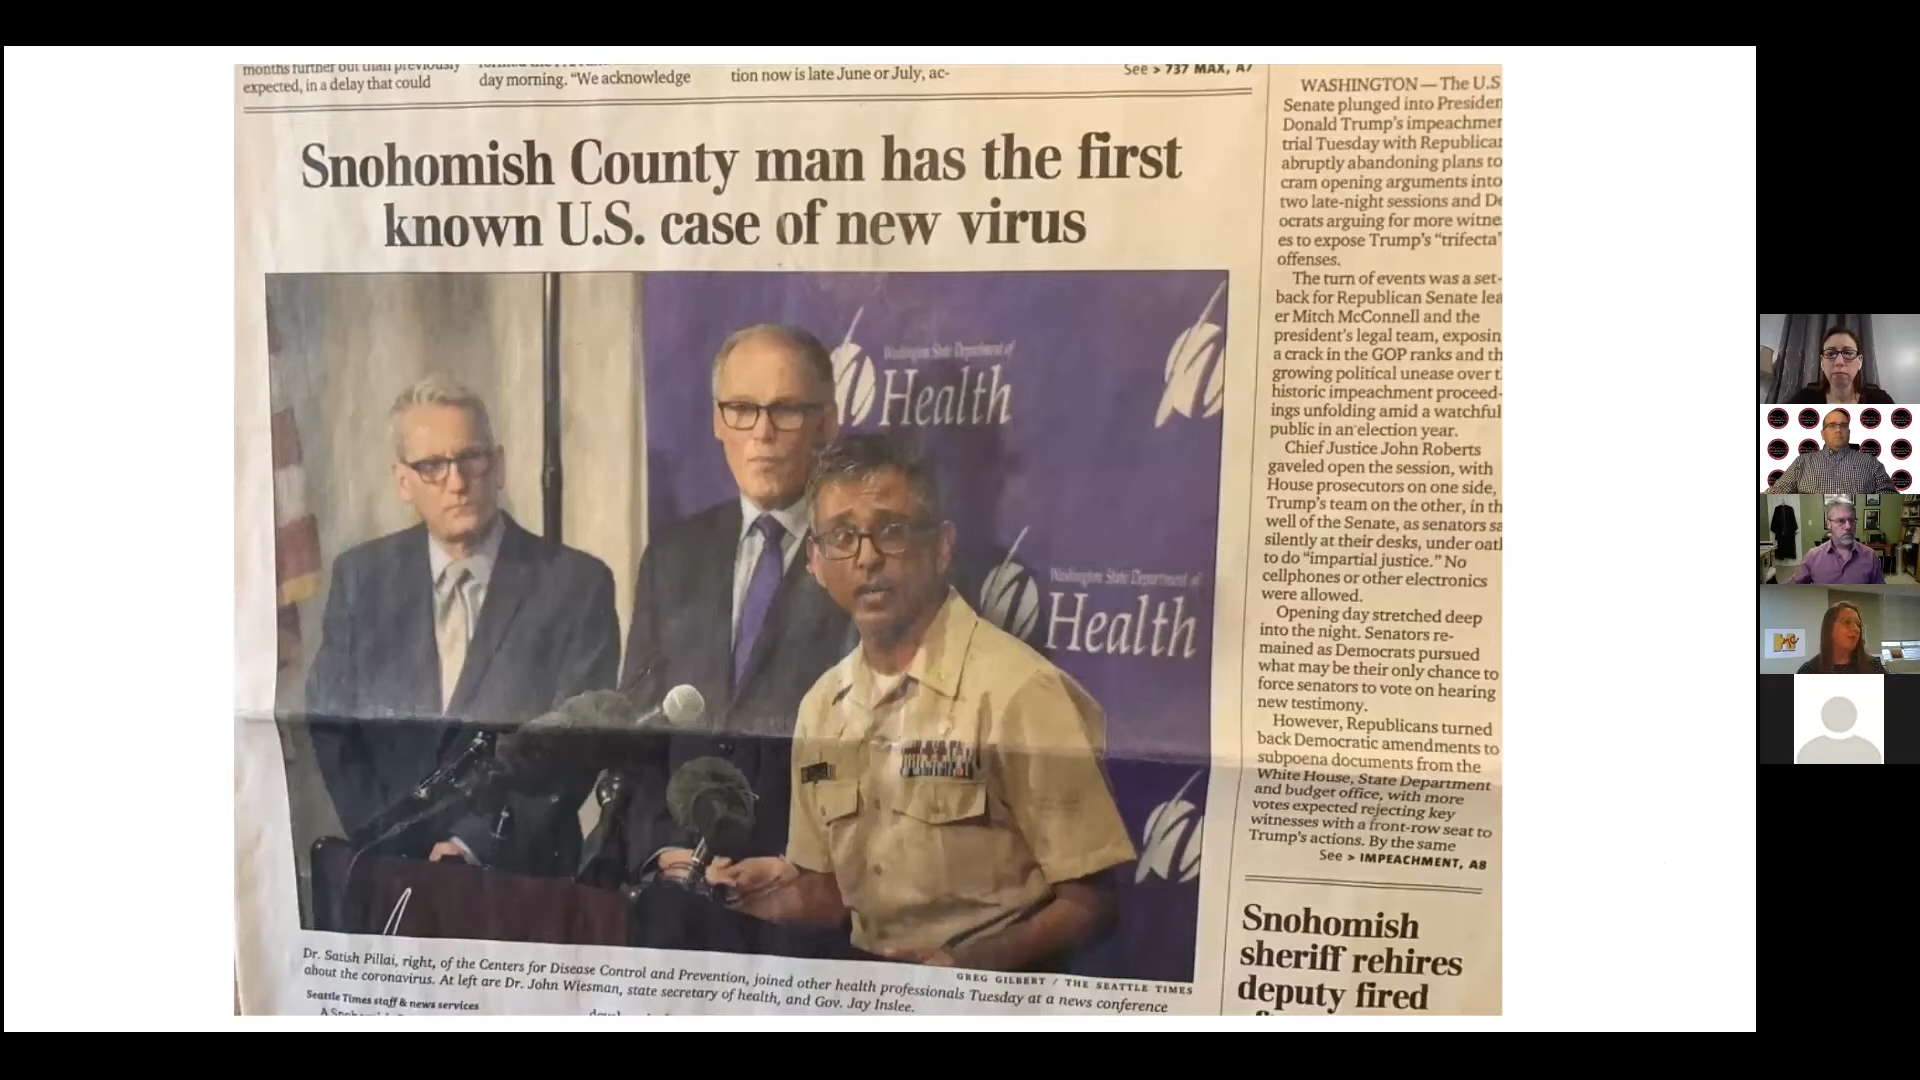 months further out than previously
expected, in a delay that could
day morning. “We acknowledge
tion now is late June or July, ac-
See > 737 MAX, A7
Snohomish County man has the first
known U.S. case of new virus
Washington State Department of
Health
Washington State Department of
Health
GREG GILBERT / THE SEATTLE TIMES
Dr. Satish Pillai, right, of the Centers for Disease Control and Prevention, joined other health professionals Tuesday at a news conference
about the coronavirus. At left are Dr. John Wiesman, state secretary of health, and Gov. Jay Inslee.
Seattle Times staff & news services
WASHINGTON — The U.S
Senate plunged into Presiden
Donald Trump’s impeachmen
trial Tuesday with Republican
abruptly abandoning plans to
cram opening arguments into
two late-night sessions and De
ocrats arguing for more witne
es to expose Trump’s “trifecta”
offenses.
The turn of events was a set-
back for Republican Senate lea
er Mitch McConnell and the
president’s legal team, exposin
a crack in the GOP ranks and th
growing political unease over t
historic impeachment proceed-
ings unfolding amid a watchful
public in an election year.
Chief Justice John Roberts
gaveled open the session, with
House prosecutors on one side,
Trump’s team on the other, in th
well of the Senate, as senators sa
silently at their desks, under oatl
to do “impartial justice.” No
cellphones or other electronics
were allowed.
Opening day stretched deep
into the night. Senators re-
mained as Democrats pursued
what may be their only chance to
force senators to vote on hearing
new testimony.
However, Republicans turned
back Democratic amendments to
subpoena documents from the
White House, State Department
and budget office, with more
votes expected rejecting key
witnesses with a front-row seat to
Trump’s actions. By the same
See > IMPEACHMENT, A8
Snohomish
sheriff rehires
deputy fired